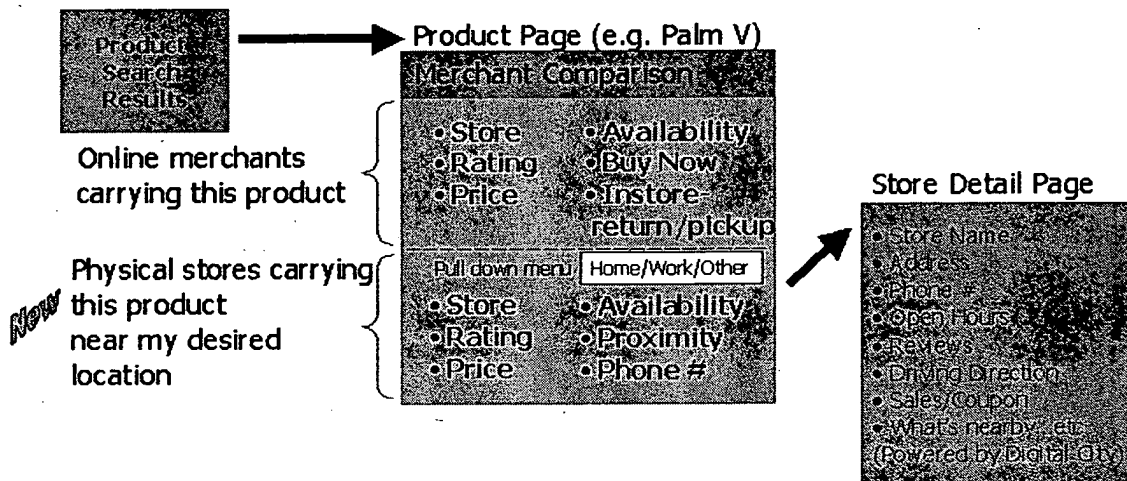 Product
Search
Results
Product Page (e.g. Palm V)
Merchant Comparison
Online merchants
carrying this product
•Store
•Rating
•Price
•Availability
•Buy Now
•Instore-
return/pickup
New
Physical stores carrying
this product
near my desired
location
Pull down menu
Home/Work/Other
•Store
•Rating
•Price
•Availability
•Proximity
•Phone #
Store Detail Page
• Store Name
• Address
• Phone #
• Open Hours
• Reviews
• Driving Direction
• Sales/Coupon
• What's nearby, etc
(Powered by Digital City)